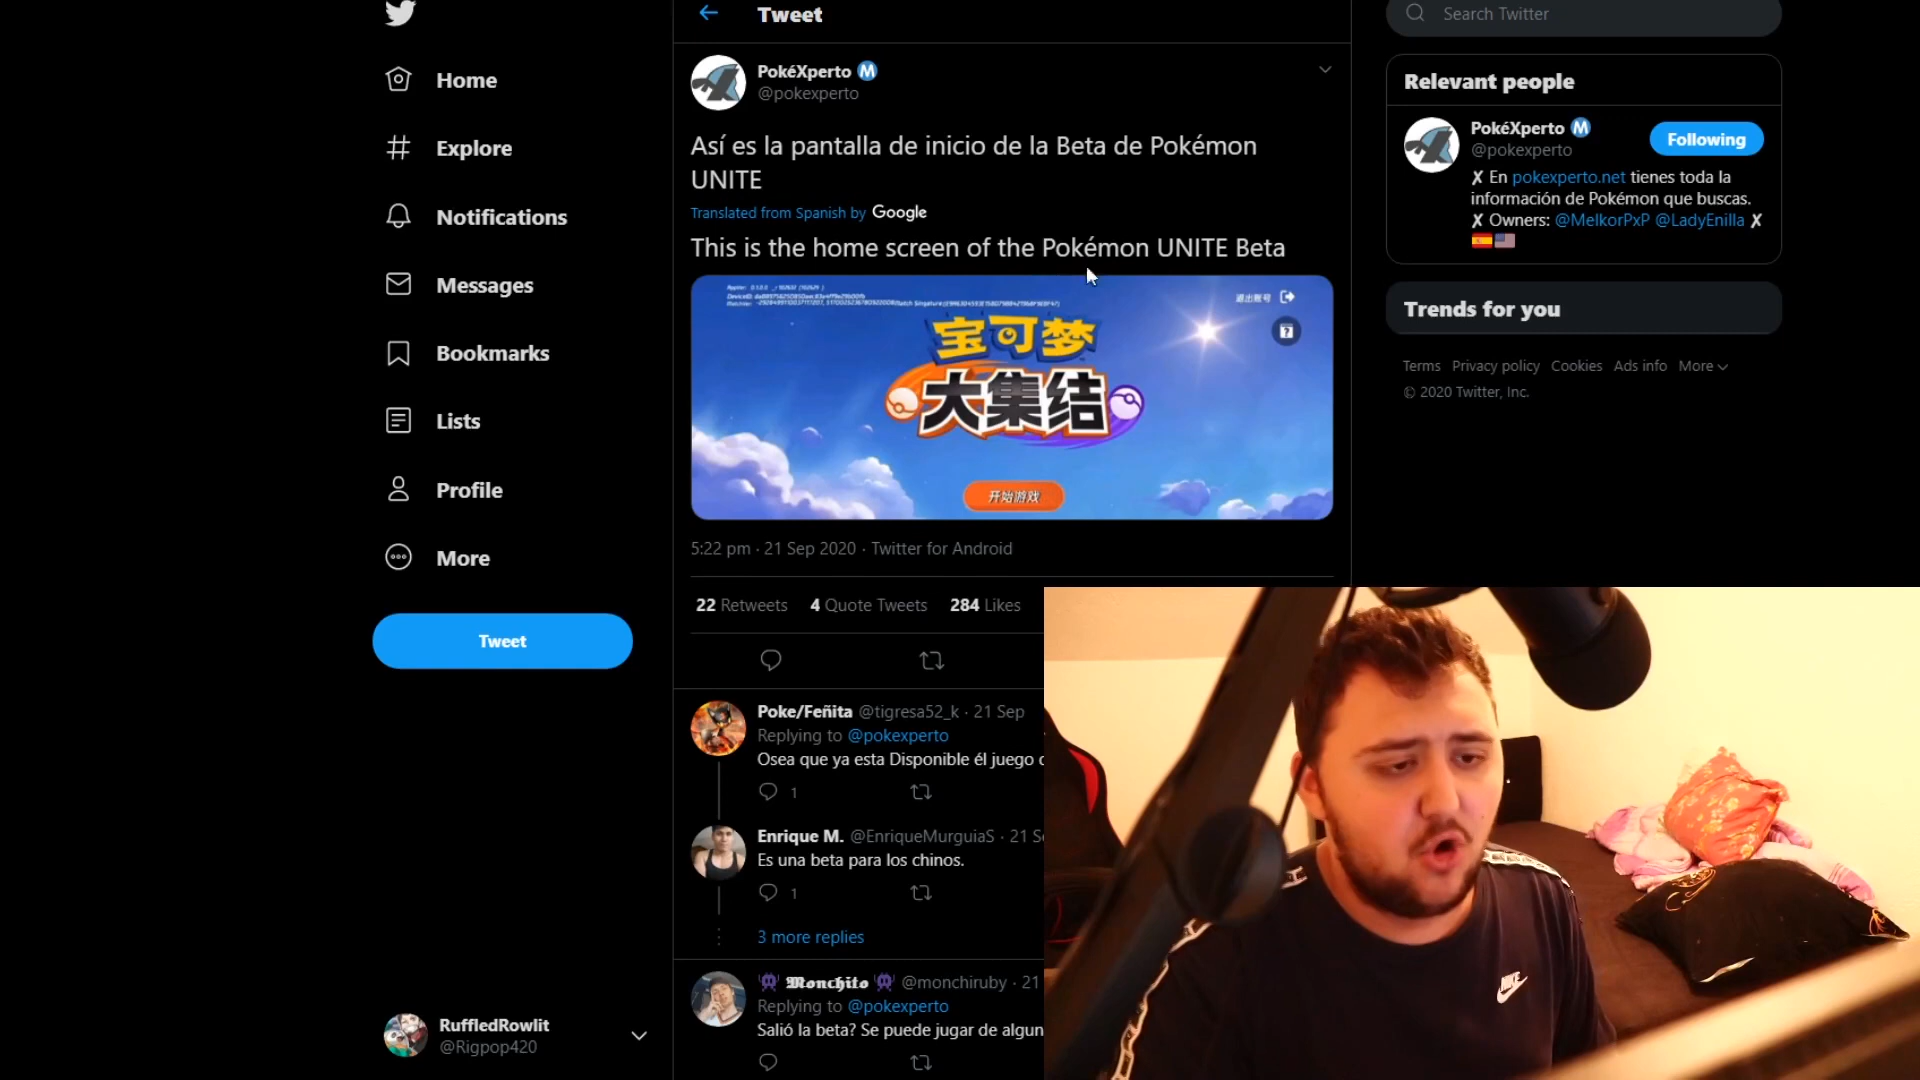 Home
Explore
Notifications
Messages
Bookmarks
Lists
Profile
More
Tweet
RuffledRowlit
@Rigpop420
Tweet
PokéXperto M
@pokexperto
Así es la pantalla de inicio de la Beta de Pokémon
UNITE
Translated from Spanish by Google
This is the home screen of the Pokémon UNITE Beta
退出账号
?
宝可梦
大集结
开始游戏
5:22 pm · 21 Sep 2020 · Twitter for Android
22 Retweets 4 Quote Tweets 284 Likes
Poke/Feñita @tigresa52_k · 21 Sep
Replying to @pokexperto
Osea que ya esta Disponible él juego
1
Enrique M. @EnriqueMurguiaS · 21
Es una beta para los chinos.
1
3 more replies
Monchito @monchiruby · 21
Replying to @pokexperto
Salió la beta? Se puede jugar de algun
Search Twitter
Relevant people
PokéXperto M
@pokexperto
Following
✗ En pokexperto.net tienes toda la
información de Pokémon que buscas.
✗ Owners: @MelkorPxP @LadyEnilla ✗
Trends for you
Terms Privacy policy Cookies Ads info More
© 2020 Twitter, Inc.